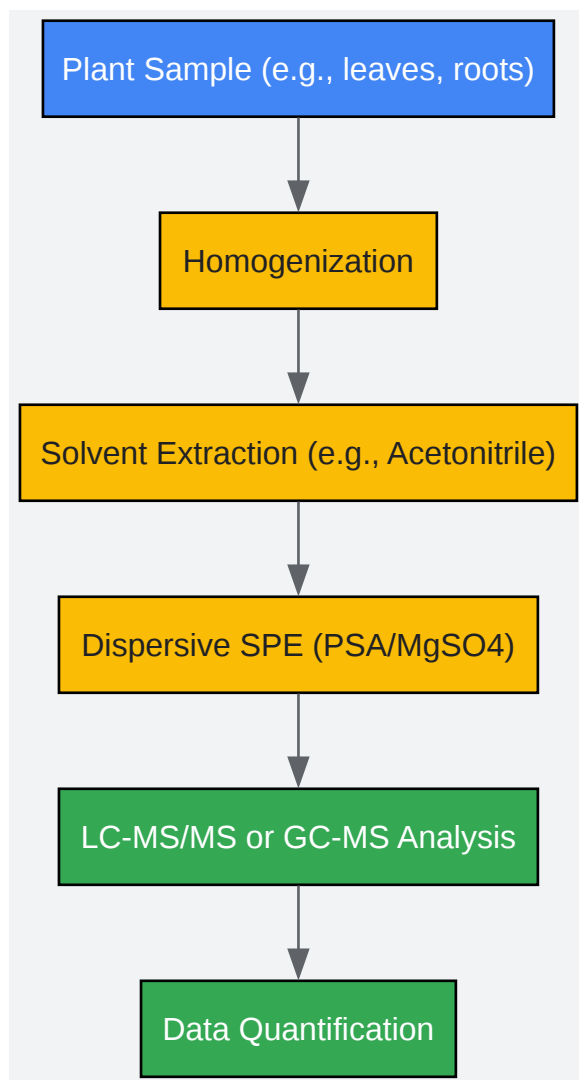 Plant Sample (e.g., leaves, roots)
Homogenization
Solvent Extraction (e.g., Acetonitrile)
Dispersive SPE (PSA/MgSO4)
LC-MS/MS or GC-MS Analysis
Data Quantification